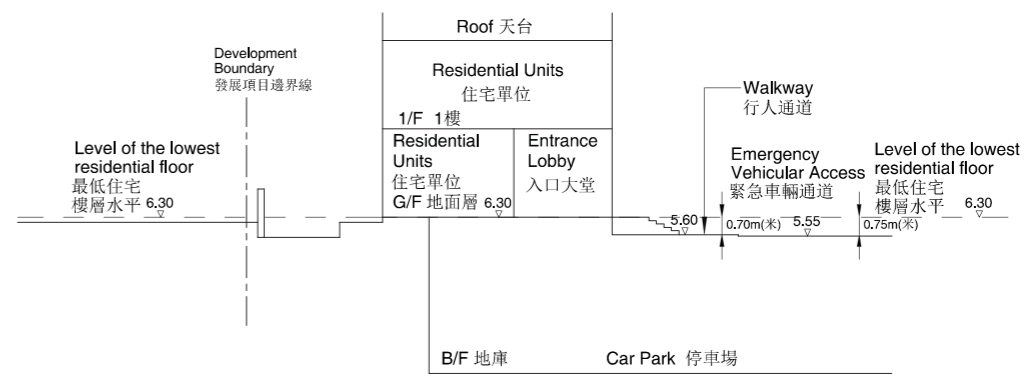 Roof 天台
Development
Boundary
發展項目邊界線
Residential Units
住宅單位
1/F 1樓
Walkway
行人通道
Level of the lowest
residential floor
最低住宅
樓層水平 6.30
Residential
Units
住宅單位
G/F 地面層 6.30
Entrance
Lobby
入口大堂
Emergency
Vehicular Access
緊急車輛通道
Level of the lowest
residential floor
最低住宅
樓層水平 6.30
5.60
0.70m(米)
5.55
0.75m(米)
B/F 地庫
Car Park 停車場